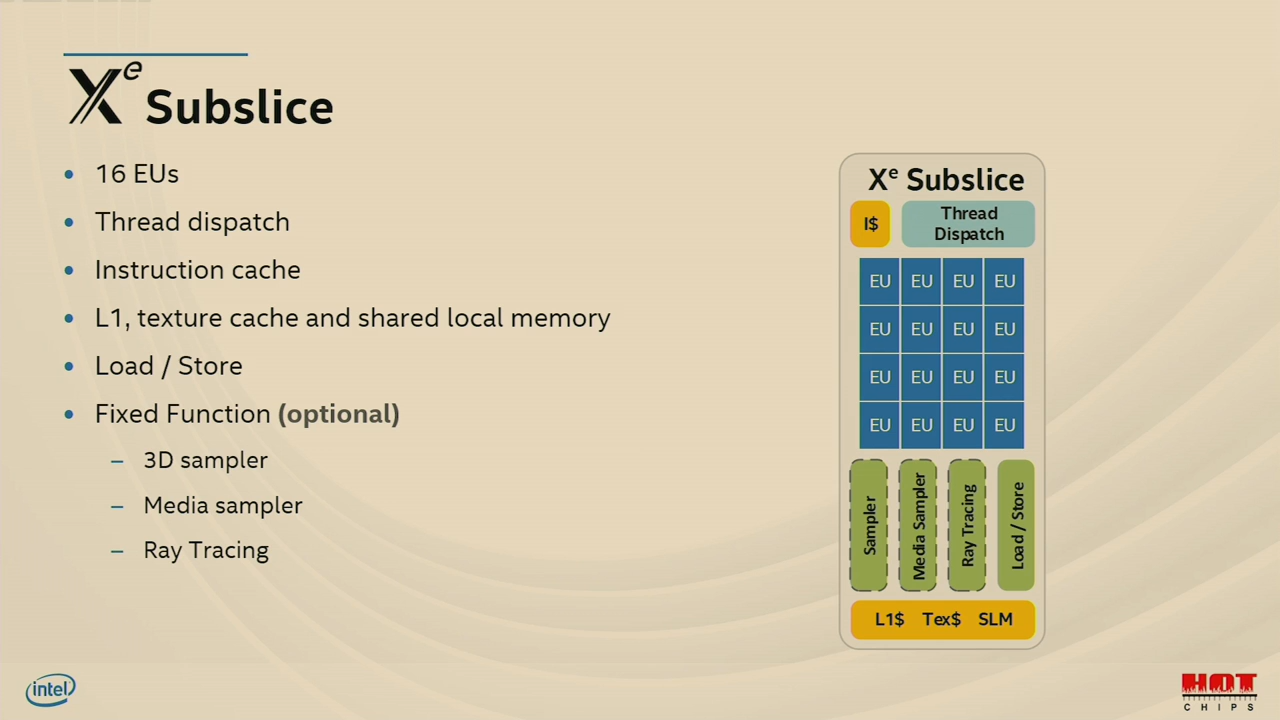 Xe Subslice
• 16 EUs
• Thread dispatch
• Instruction cache
• L1, texture cache and shared local memory
• Load / Store
• Fixed Function (optional)
– 3D sampler
– Media sampler
– Ray Tracing
Xe Subslice
I$
Thread
Dispatch
EU EU EU EU
EU EU EU EU
EU EU EU EU
EU EU EU EU
Sampler
Media Sampler
Ray Tracing
Load / Store
L1$ Tex$ SLM
intel
HOT
CHIPS